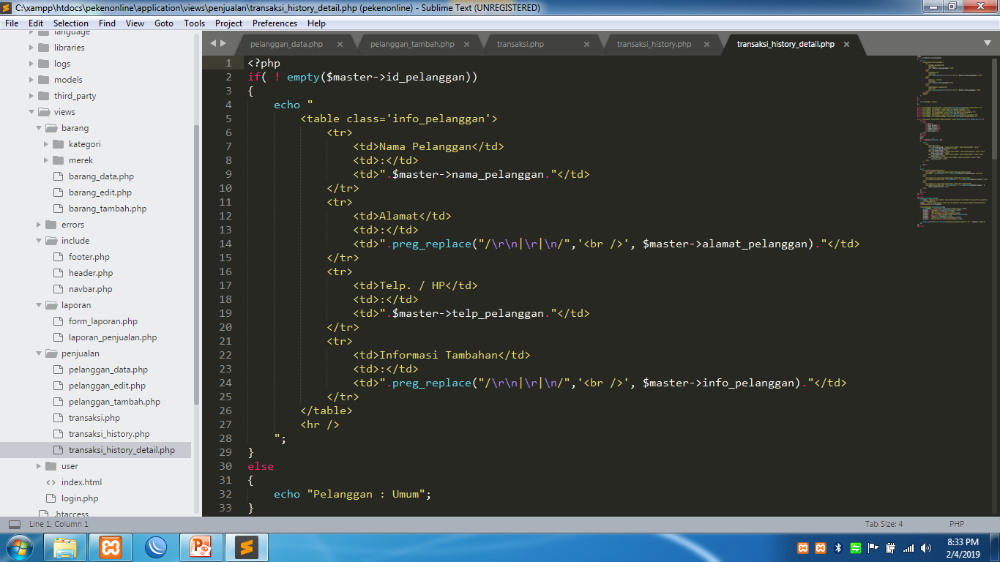 C:\xampp\htdocs\pekenonline\application\views\penjualan\transaksi_history_detail.php (pekenonline) - Sublime Text (UNREGISTERED)
File Edit Selection Find View Goto Tools Project Preferences Help
language
libraries
logs
models
third_party
views
barang
kategori
merek
barang_data.php
barang_edit.php
barang_tambah.php
errors
include
footer.php
header.php
navbar.php
laporan
form_laporan.php
laporan_penjualan.php
penjualan
pelanggan_data.php
pelanggan_edit.php
pelanggan_tambah.php
transaksi.php
transaksi_history.php
transaksi_history_detail.php
user
index.html
login.php
.htaccess
pelanggan_data.php × pelanggan_tambah.php × transaksi.php × transaksi_history.php × transaksi_history_detail.php ×
1 <?php
2 if( ! empty($master->id_pelanggan))
3 {
4     echo "
5         <table class='info_pelanggan'>
6             <tr>
7                 <td>Nama Pelanggan</td>
8                 <td>:</td>
9                 <td>".$master->nama_pelanggan."</td>
10             </tr>
11             <tr>
12                 <td>Alamat</td>
13                 <td>:</td>
14                 <td>".preg_replace("/\r\n|\r|\n/",'<br />', $master->alamat_pelanggan)."</td>
15             </tr>
16             <tr>
17                 <td>Telp. / HP</td>
18                 <td>:</td>
19                 <td>".$master->telp_pelanggan."</td>
20             </tr>
21             <tr>
22                 <td>Informasi Tambahan</td>
23                 <td>:</td>
24                 <td>".preg_replace("/\r\n|\r|\n/",'<br />', $master->info_pelanggan)."</td>
25             </tr>
26         </table>
27         <hr />
28     ";
29 }
30 else
31 {
32     echo "Pelanggan : Umum";
33 }
Line 1, Column 1 Tab Size: 4 PHP
8:33 PM
2/4/2019